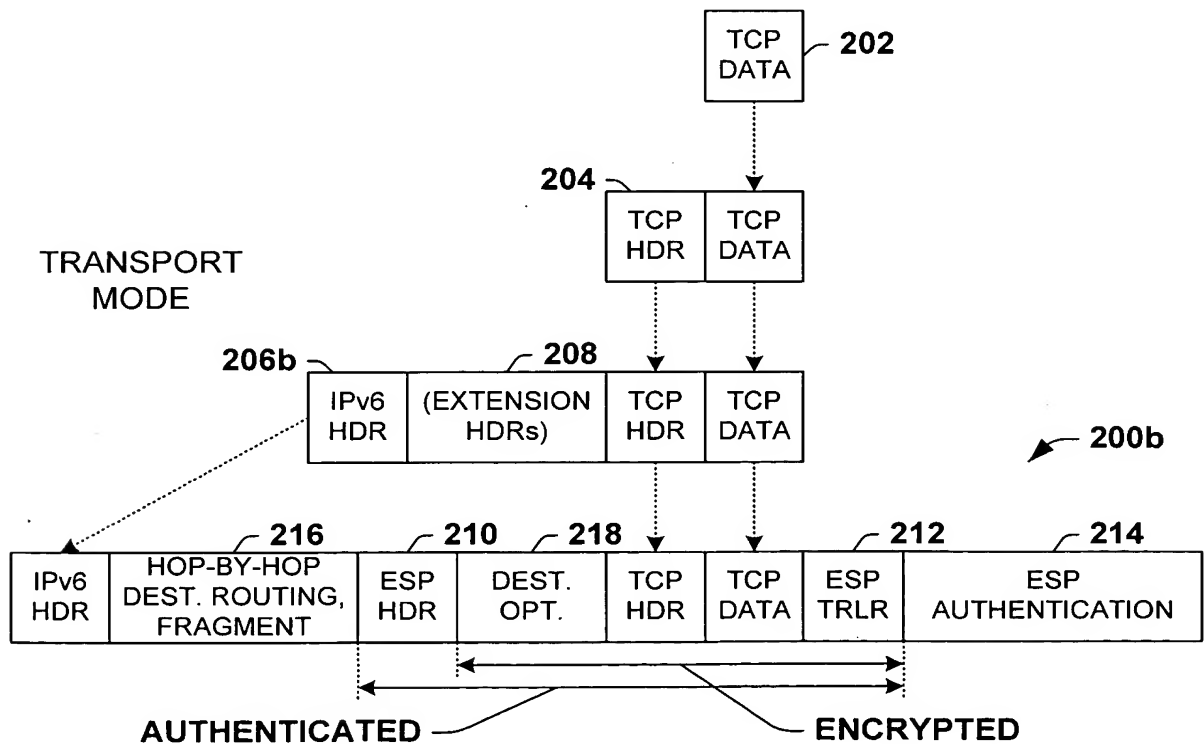 TCP DATA
202
204
TCP HDR
TCP DATA
TRANSPORT MODE
206b
208
IPv6 HDR
(EXTENSION HDRs)
TCP HDR
TCP DATA
200b
216
210
218
212
214
IPv6 HDR
HOP-BY-HOP DEST. ROUTING, FRAGMENT
ESP HDR
DEST. OPT.
TCP HDR
TCP DATA
ESP TRLR
ESP AUTHENTICATION
AUTHENTICATED
ENCRYPTED